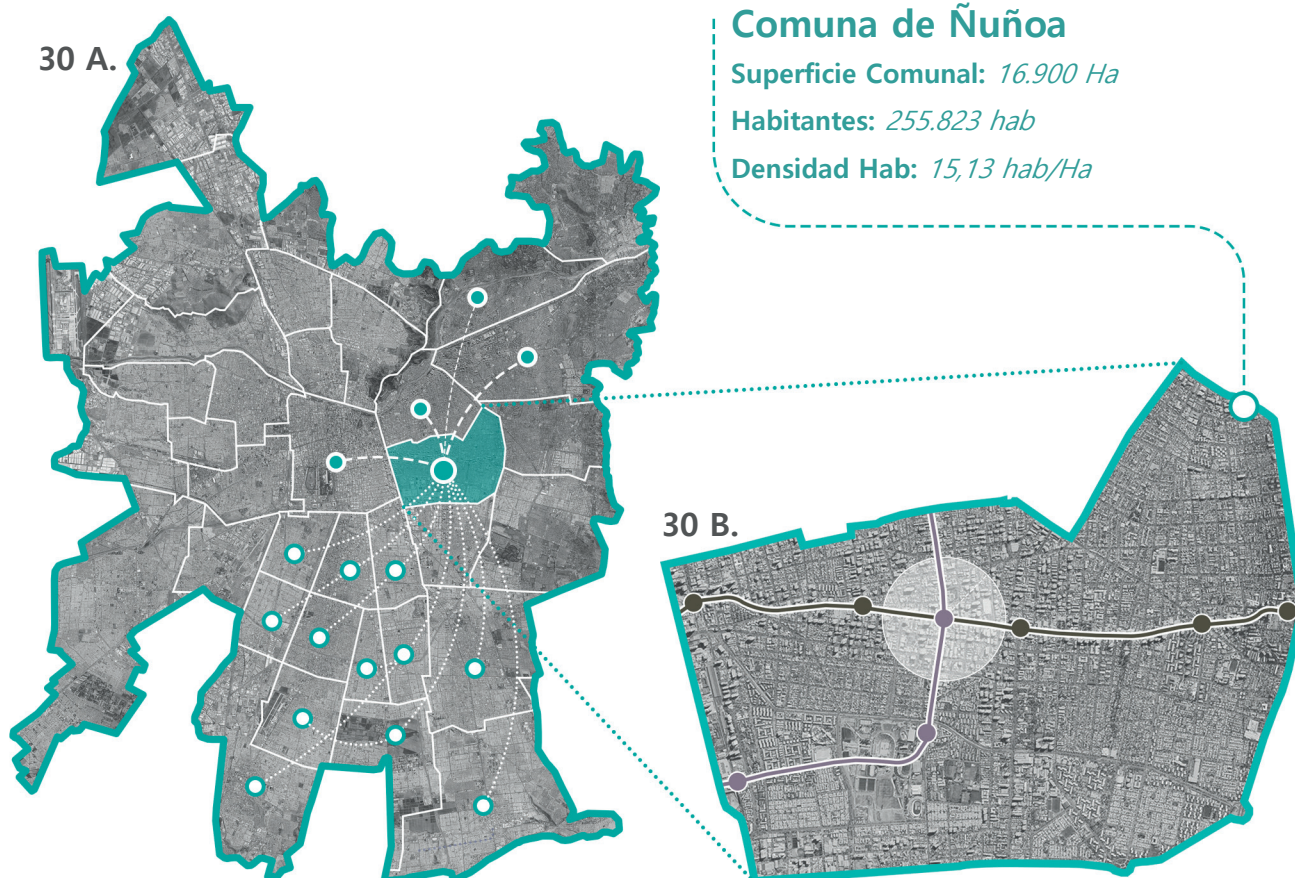 30 A.
Comuna de Ñuñoa
Superficie Comunal: 16.900 Ha
Habitantes: 255.823 hab
Densidad Hab: 15,13 hab/Ha
30 B.